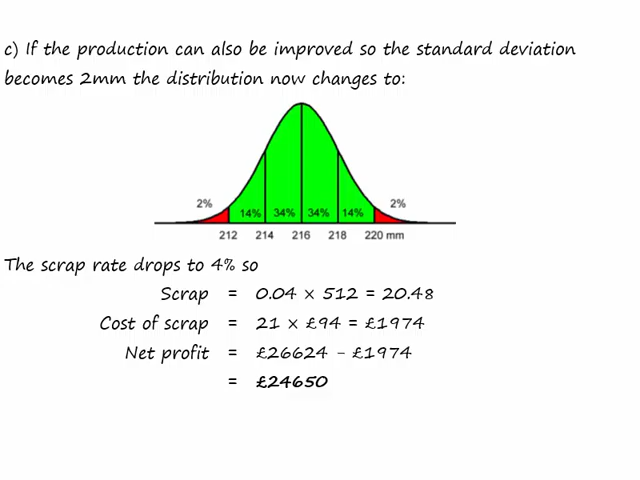 c) If the production can also be improved so the standard deviation
becomes 2mm the distribution now changes to:
2% 2%
14% 34% 34% 14%
212 214 216 218 220 mm
The scrap rate drops to 4% so
Scrap = 0.04 × 512 = 20.48
Cost of scrap = 21 × £94 = £1974
Net profit = £26624 - £1974
= £24650